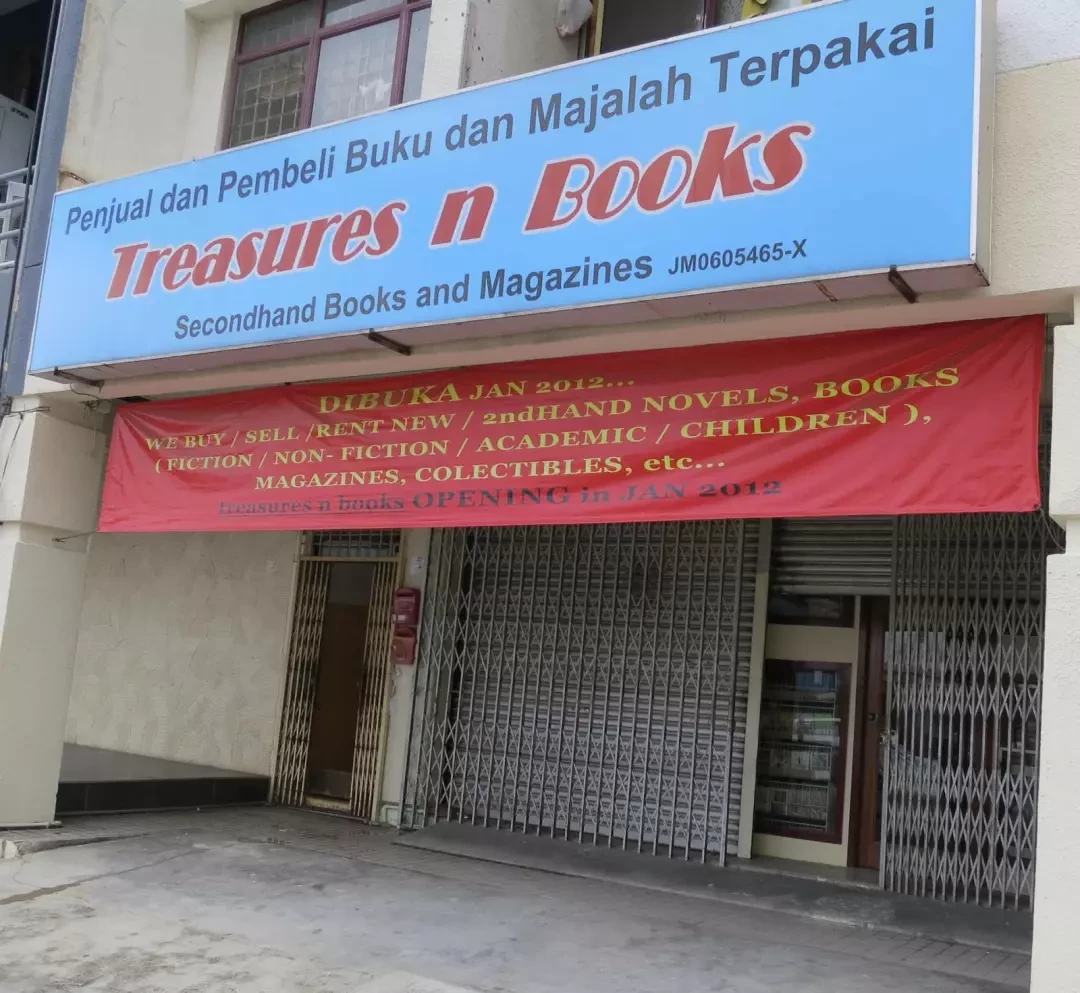 Penjual dan Pembeli Buku dan Majalah Terpakai
Treasures n Books
Secondhand Books and Magazines JM0605465-X
DIBUKA JAN 2012...
WE BUY / SELL /RENT NEW / 2ndHAND NOVELS, BOOKS
( FICTION / NON- FICTION / ACADEMIC / CHILDREN ),
MAGAZINES, COLECTIBLES, etc...
treasures n books OPENING in JAN 2012